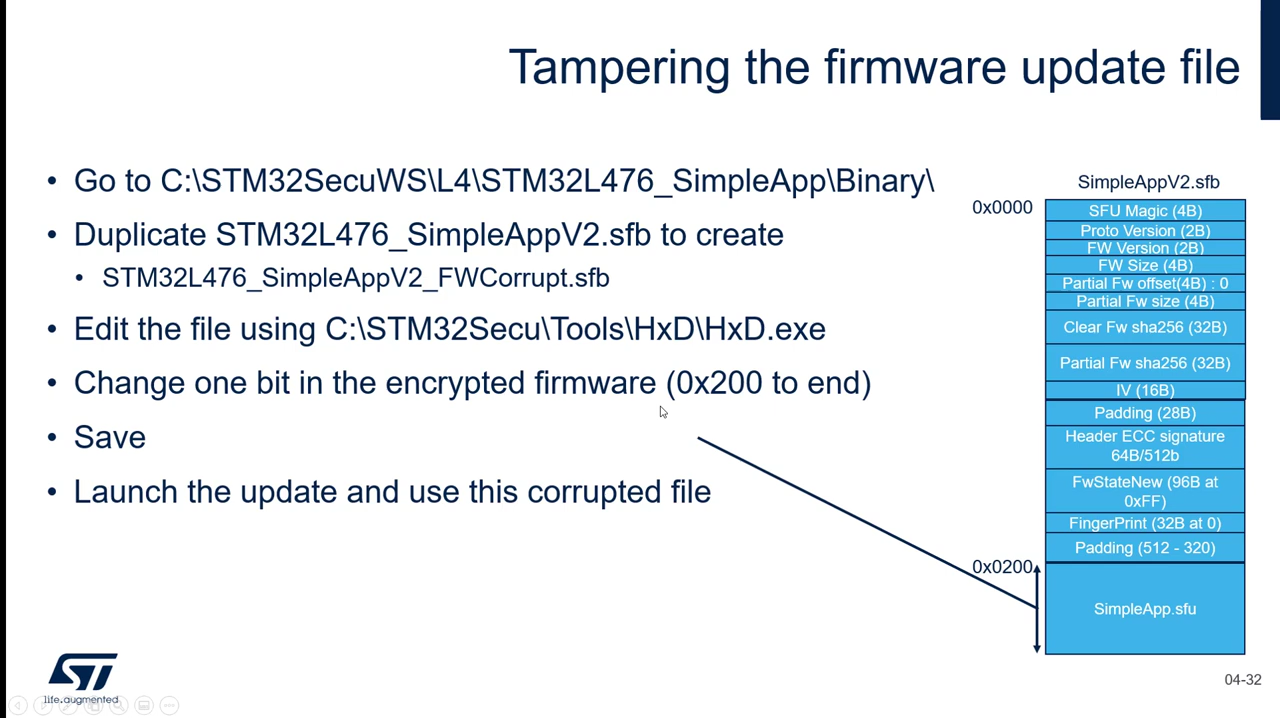 Tampering the firmware update file
• Go to C:\STM32SecuWS\L4\STM32L476_SimpleApp\Binary\
• Duplicate STM32L476_SimpleAppV2.sfb to create
• STM32L476_SimpleAppV2_FWCorrupt.sfb
• Edit the file using C:\STM32Secu\Tools\HxD\HxD.exe
• Change one bit in the encrypted firmware (0x200 to end)
• Save
• Launch the update and use this corrupted file
SimpleAppV2.sfb
0x0000
SFU Magic (4B)
Proto Version (2B)
FW Version (2B)
FW Size (4B)
Partial Fw offset(4B) : 0
Partial Fw size (4B)
Clear Fw sha256 (32B)
Partial Fw sha256 (32B)
IV (16B)
Padding (28B)
Header ECC signature
64B/512b
FwStateNew (96B at
0xFF)
FingerPrint (32B at 0)
Padding (512 - 320)
0x0200
SimpleApp.sfu
ST
life.augmented
04-32